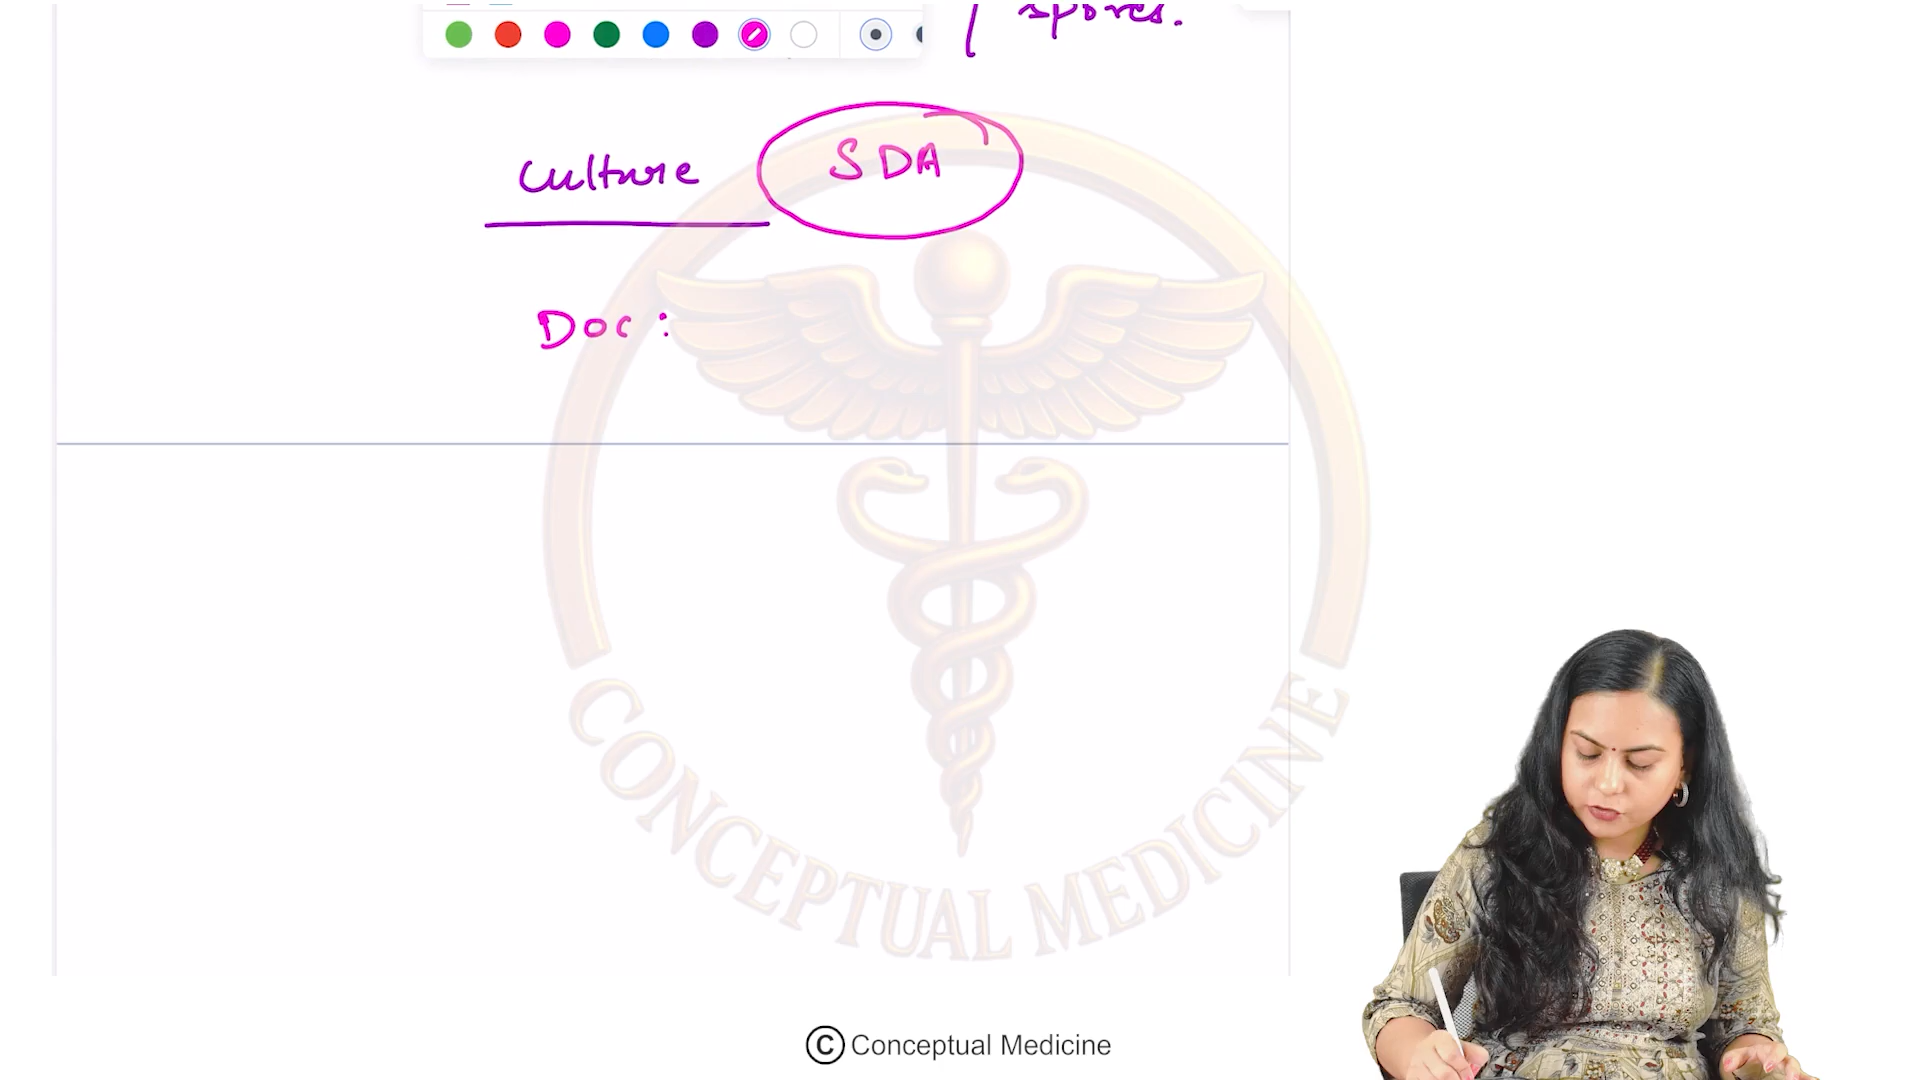 spores.
Culture SDA
Doc :
CONCEPTUAL MEDICINE
C Conceptual Medicine